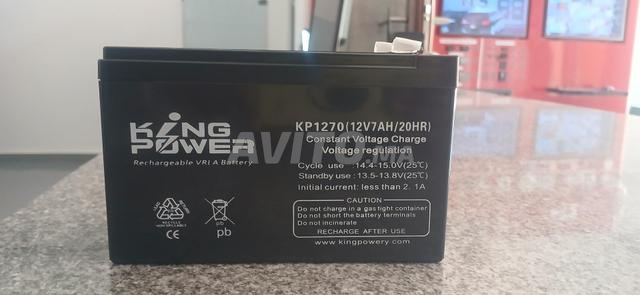 KING
POWER
Rechargeable VRLA Battery
KP1270(12V7AH/20HR)
Constant Voltage Charge
Voltage regulation
Cycle use : 14.4-15.0V(25℃)
Standby use : 13.5-13.8V(25℃)
Initial current: less than 2.1A
CAUTION
Do not charge in a gas tight container
Do not short the battery terminals
Do not incinerate
RECHARGE AFTER USE
www.kingpowery.com
pb
CE
AVITO.MA